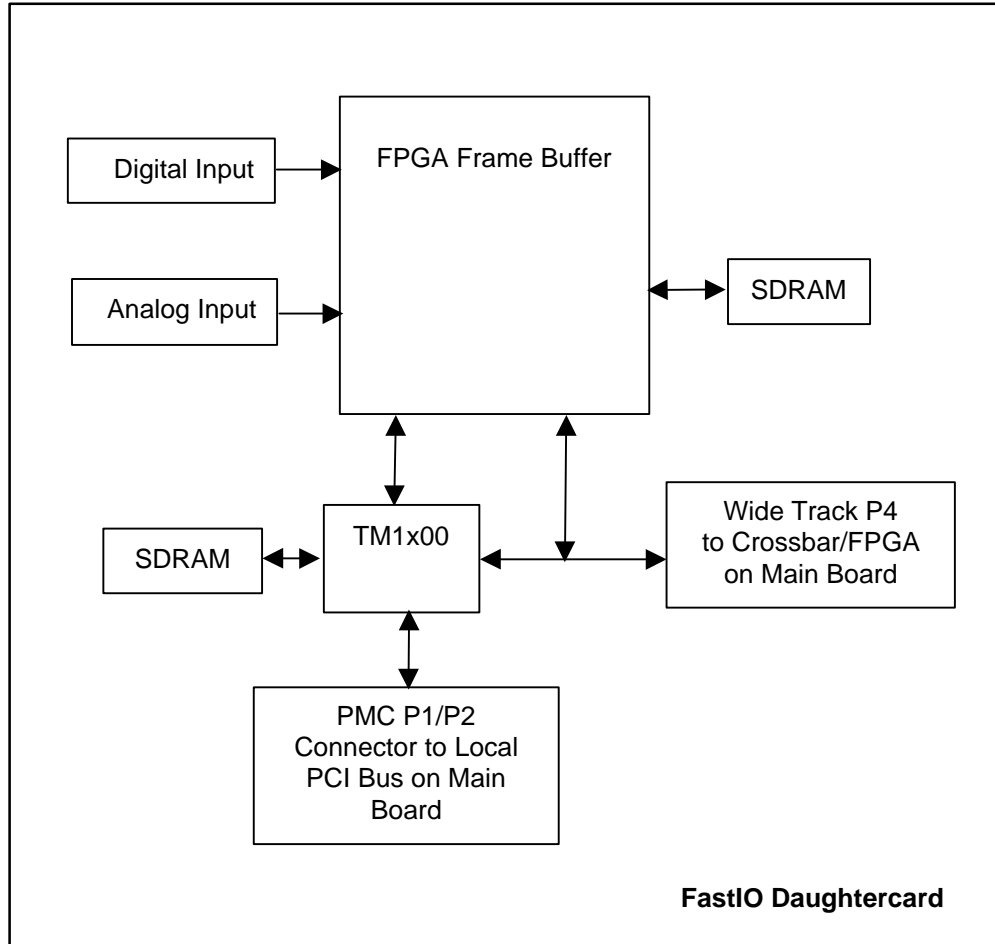 FPGA Frame Buffer
Digital Input
Analog Input
SDRAM
TM1x00
SDRAM
Wide Track P4
to Crossbar/FPGA
on Main Board
PMC P1/P2
Connector to Local
PCI Bus on Main
Board
FastIO Daughtercard